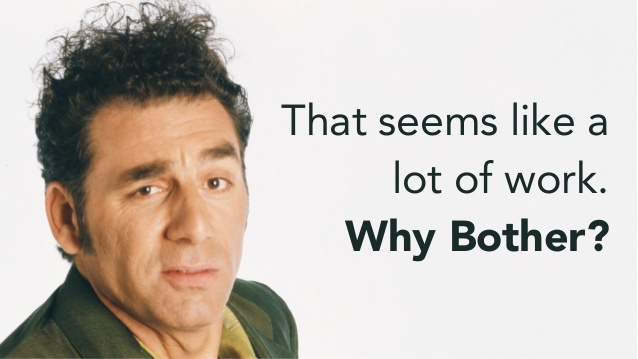 That seems like a
lot of work.
Why Bother?